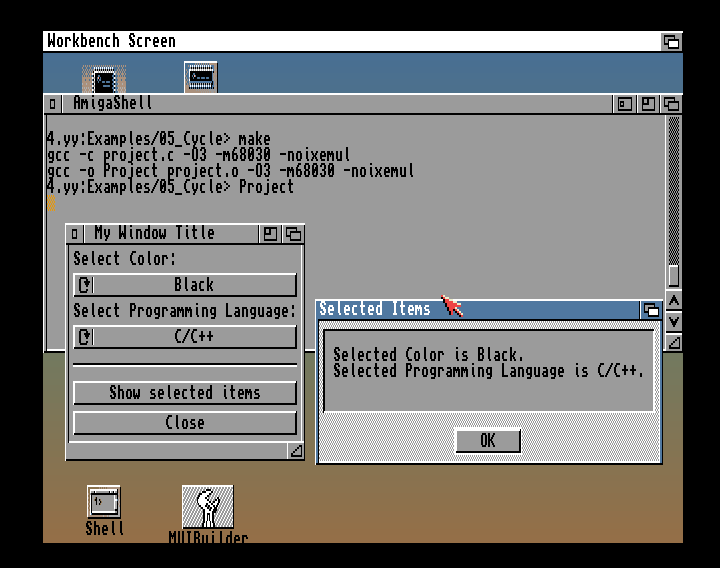 Workbench Screen
AmigaShell
4.yy:Examples/05_Cycle> make
gcc -c project.c -O3 -m68030 -noixemul
gcc -o Project project.o -O3 -m68030 -noixemul
4.yy:Examples/05_Cycle> Project
My Window Title
Select Color:
Black
Select Programming Language:
C/C++
Show selected items
Close
Selected Items
Selected Color is Black.
Selected Programming Language is C/C++.
OK
Shell
MUIBuilder